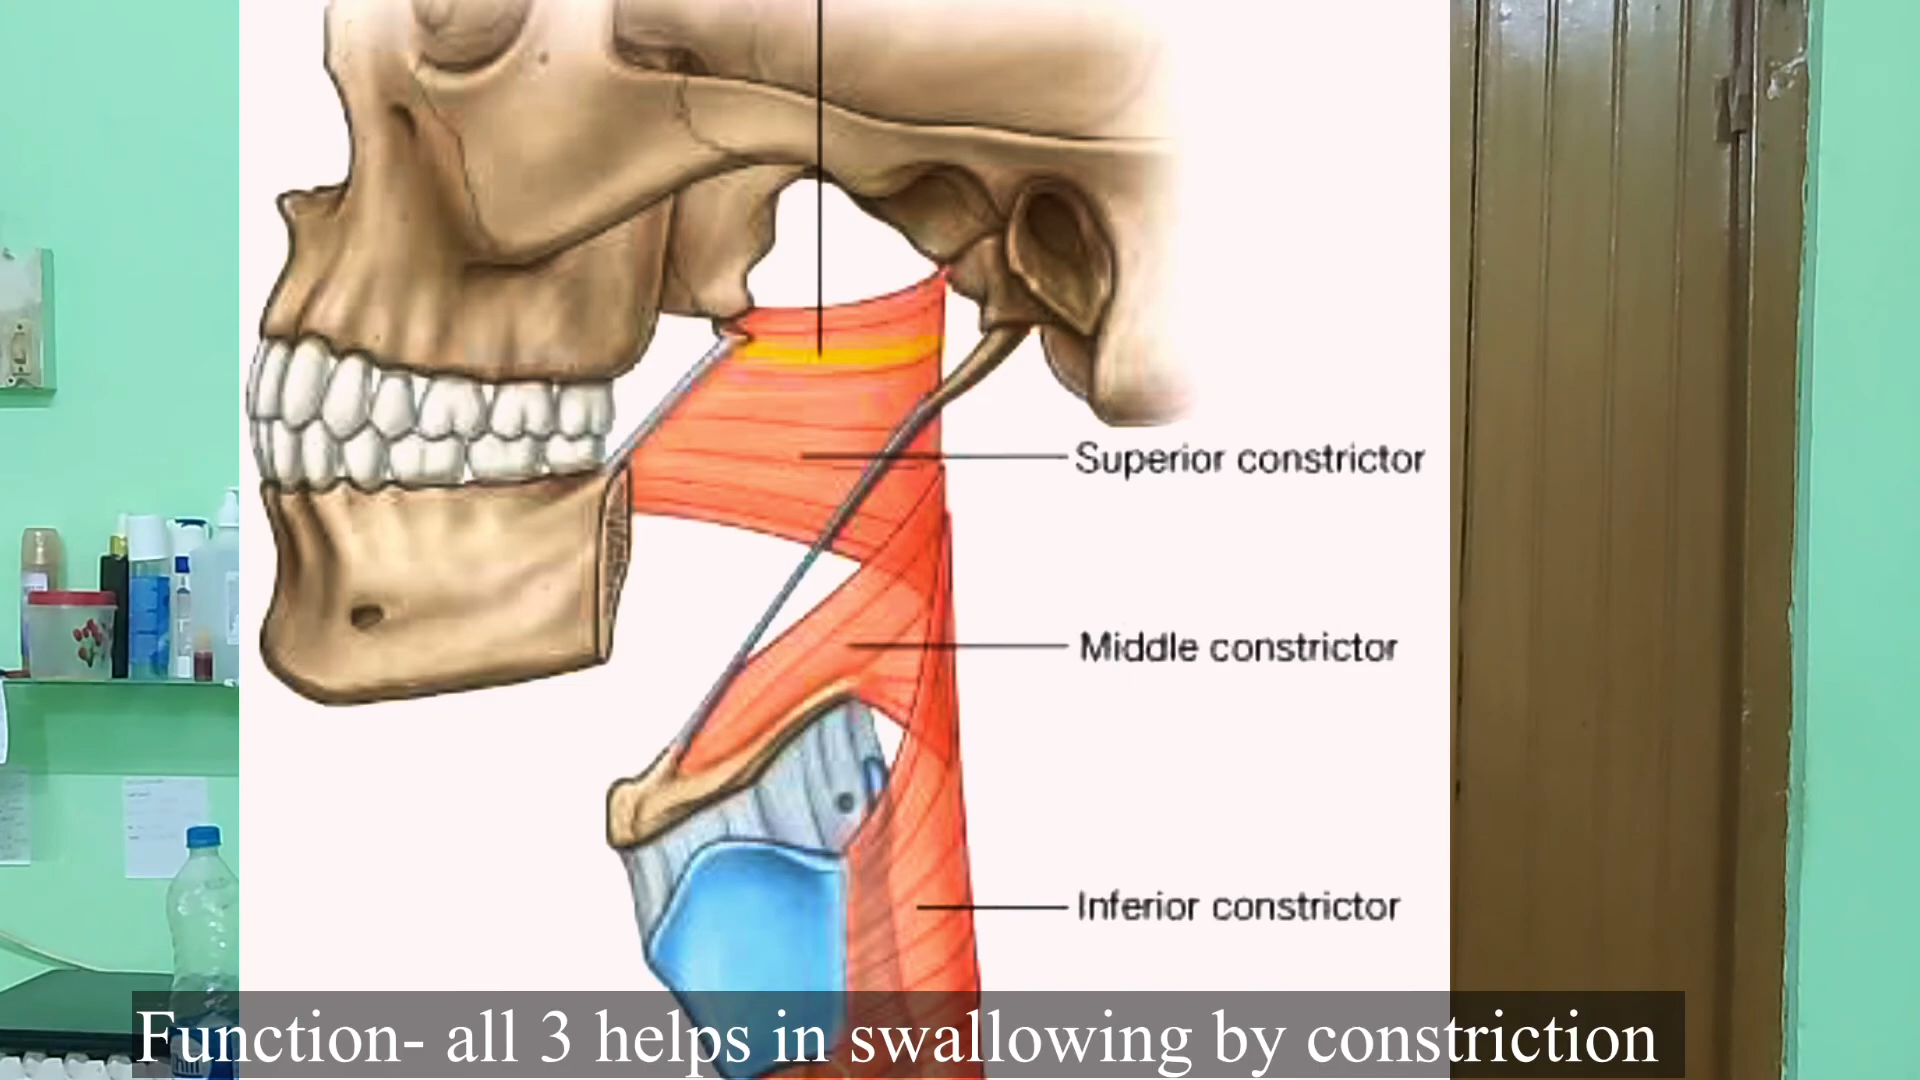 Superior constrictor
Middle constrictor
Inferior constrictor
Function- all 3 helps in swallowing by constriction